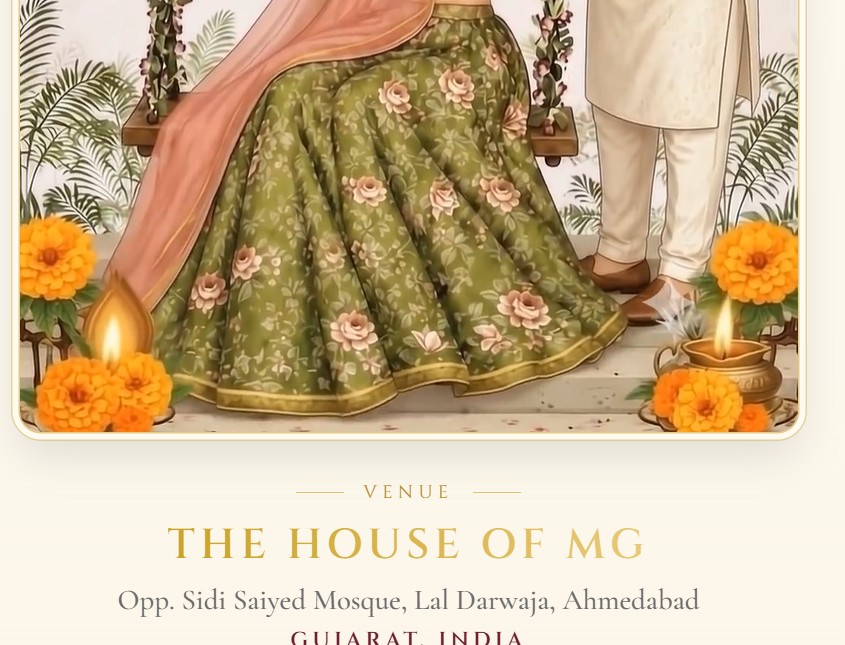 VENUE
THE HOUSE OF MG
Opp. Sidi Saiyed Mosque, Lal Darwaja, Ahmedabad
GUJARAT, INDIA